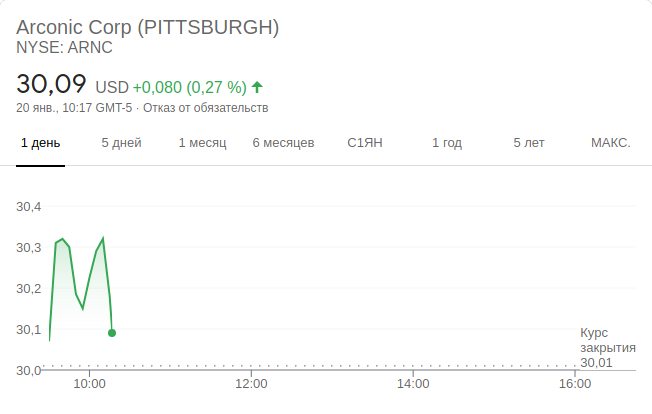 Arconic Corp (PITTSBURGH)
NYSE: ARNC
30,09 USD +0,080 (0,27 %)
20 янв., 10:17 GMT-5 · Отказ от обязательств
1 день 5 дней 1 месяц 6 месяцев С1ЯН 1 год 5 лет МАКС.
30,4
30,3
30,2
30,1
30,0
Курс
закрытия
30,01
10:00 12:00 14:00 16:00